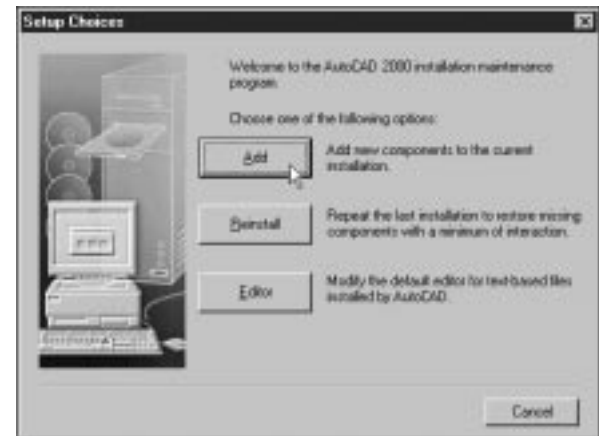 Setup Choices
Welcome to the AutoCAD 2000 installation maintenance
program.
Choose one of the following options:
Add
Add new components to the current
installation.
Reinstall
Repeat the last installation to restore missing
components with a minimum of interaction.
Editor
Modify the default editor for text-based files
installed by AutoCAD.
Cancel